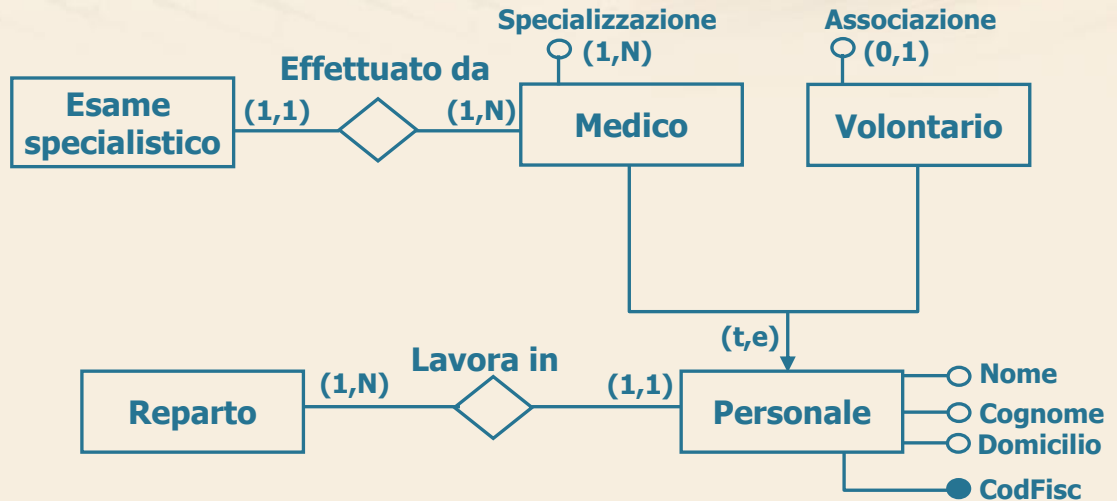 Specializzazione
(1,N)
Associazione
(0,1)
Effettuato da
Esame
specialistico
(1,1)
(1,N)
Medico
Volontario
(t,e)
Lavora in
Reparto
(1,N)
(1,1)
Personale
Nome
Cognome
Domicilio
CodFisc